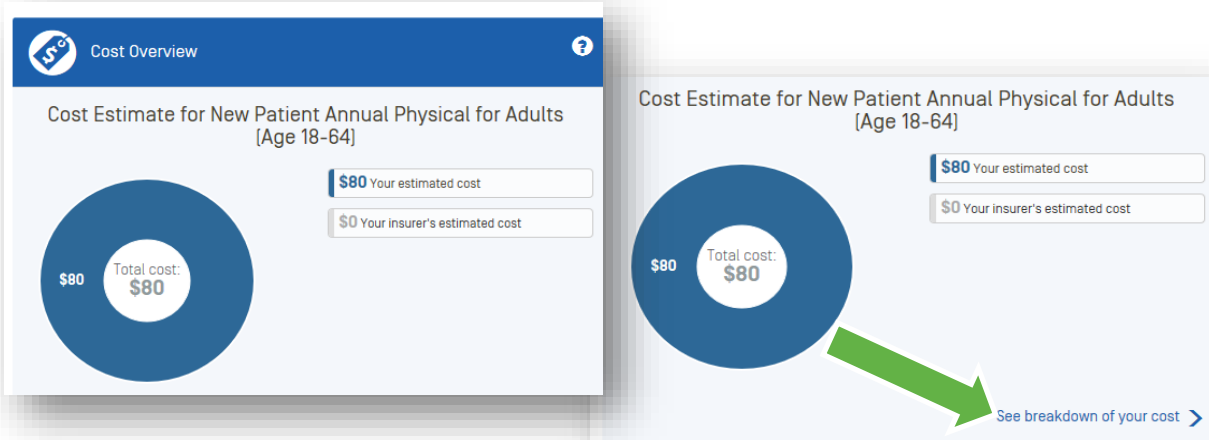 Cost Overview
?
Cost Estimate for New Patient Annual Physical for Adults
[Age 18-64]
$80 Your estimated cost
$0 Your insurer's estimated cost
$80
Total cost:
$80
Cost Estimate for New Patient Annual Physical for Adults
[Age 18-64]
$80 Your estimated cost
$0 Your insurer's estimated cost
$80
Total cost:
$80
See breakdown of your cost